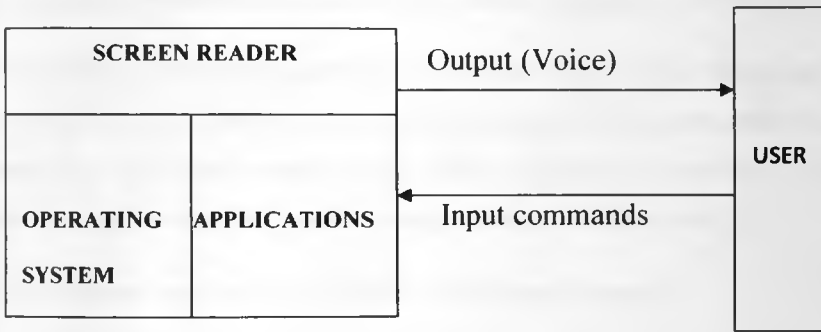 SCREEN READER
Output (Voice)
USER
OPERATING
SYSTEM
APPLICATIONS
Input commands